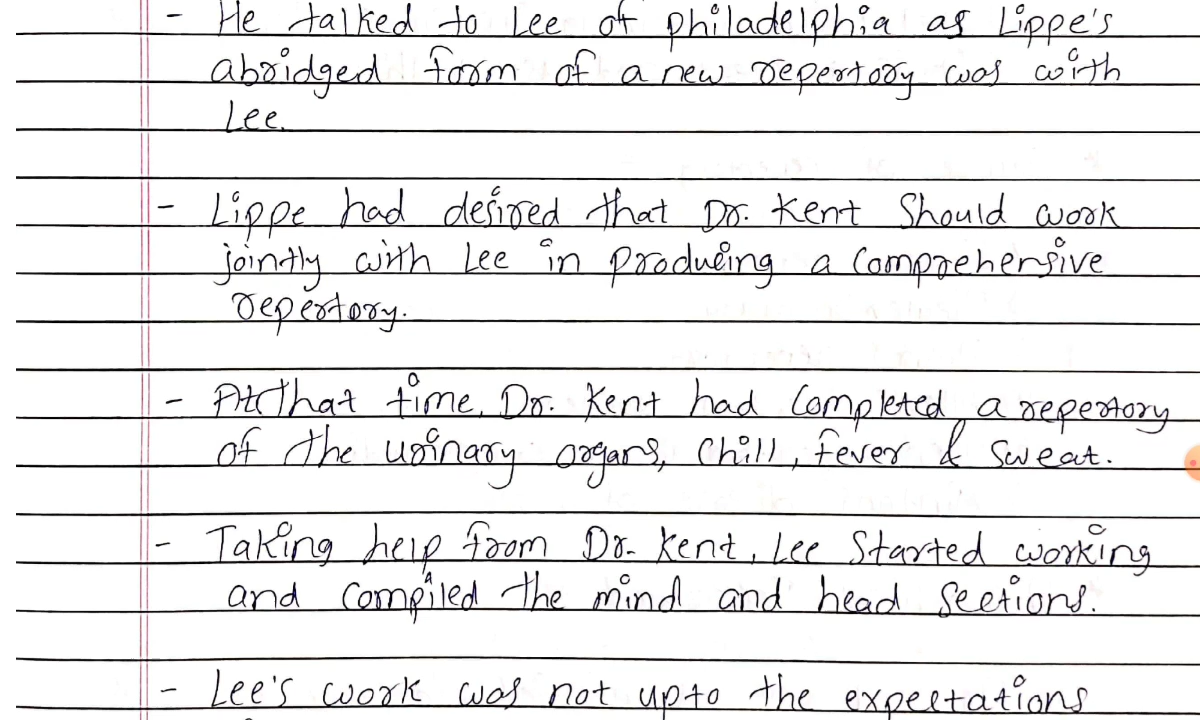 - He talked to Lee of philadelphia as Lippe's
abridged form of a new repertory was with
Lee.
- Lippe had desired that Dr. Kent Should work
jointly with Lee in producing a Comprehensive
repertory.
- At that time, Dr. Kent had Completed a repertory
of the urinary organs, Chill, fever & Sweat.
- Taking help from Dr. Kent, Lee Started working
and Compiled the mind and head Sections.
- Lee's work was not upto the expectations